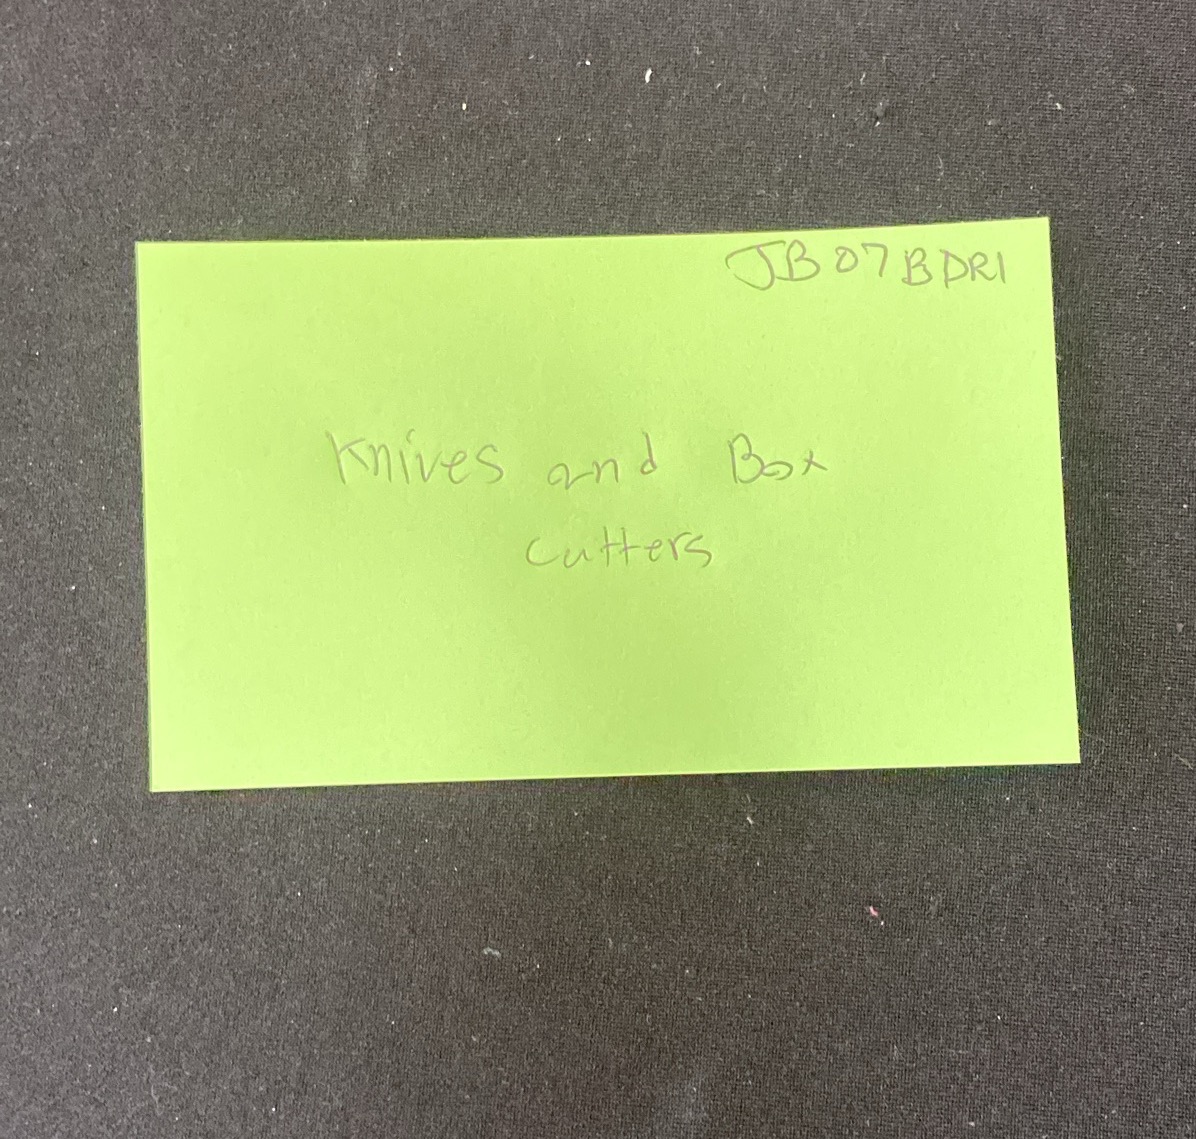 JB07BDR1
Knives and Box
cutters